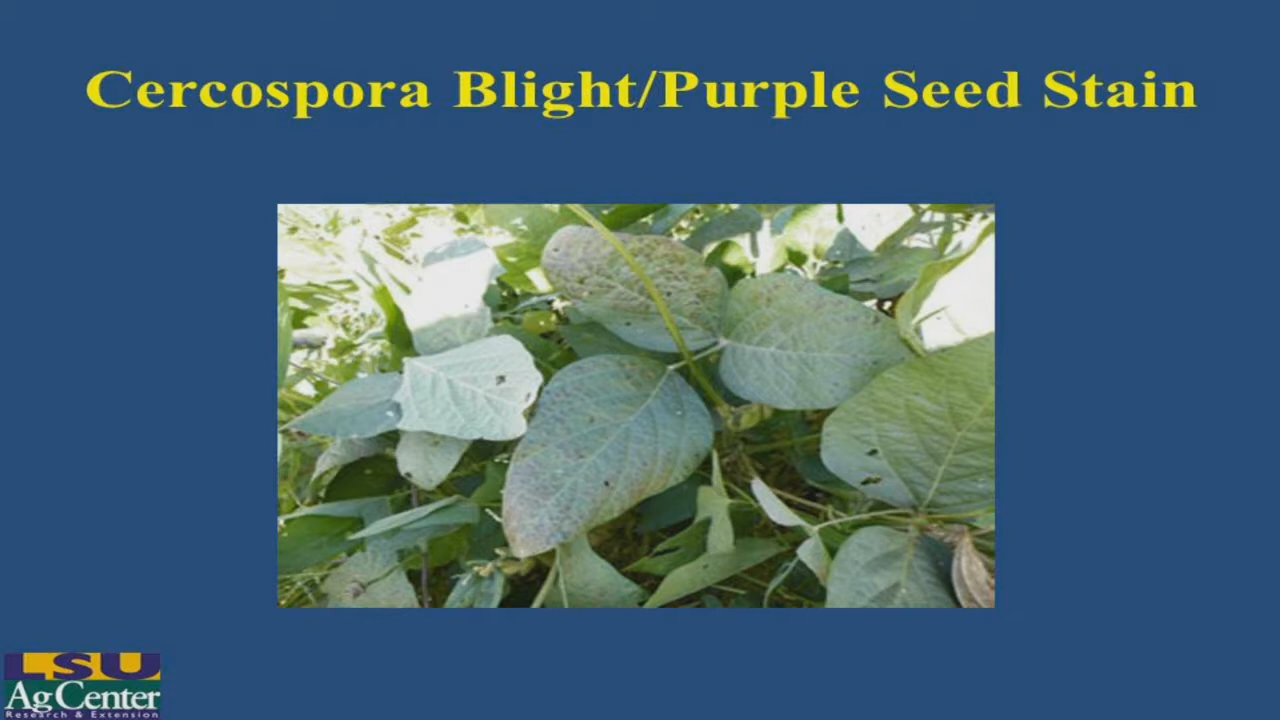 Cercospora Blight/Purple Seed Stain
LSU
AgCenter
Research & Extension